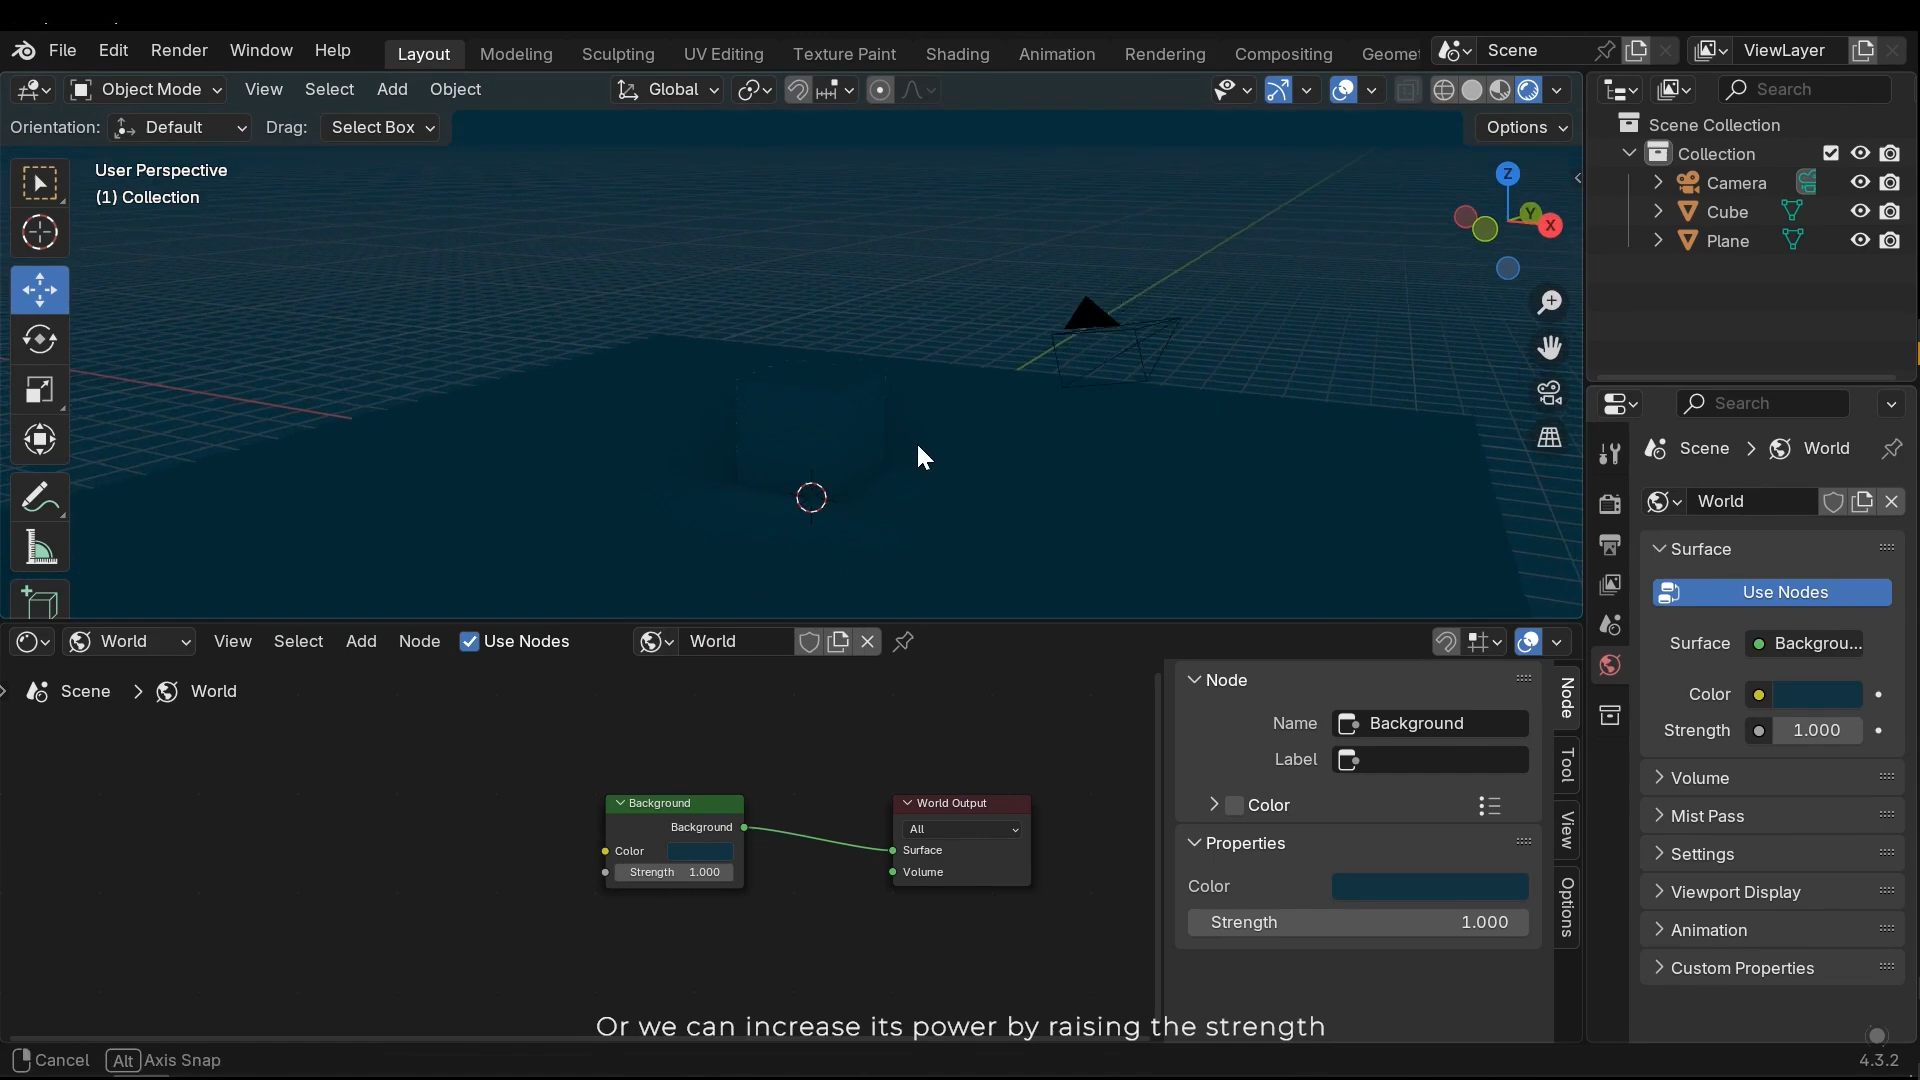 File Edit Render Window Help Layout Modeling Sculpting UV Editing Texture Paint Shading Animation Rendering Compositing Geomet Scene ViewLayer
Object Mode View Select Add Object Global Search
Orientation: Default Drag: Select Box Options
User Perspective
(1) Collection
Z
Y
X
Scene Collection
Collection
Camera
Cube
Plane
Search
Scene World
World
Surface
Use Nodes
Surface Backgrou...
Color
Strength 1.000
Volume
Mist Pass
Settings
Viewport Display
Animation
Custom Properties
World View Select Add Node Use Nodes World
Scene World
Background
Background
Color
Strength 1.000
World Output
All
Surface
Volume
Node
Name Background
Label
Color
Properties
Color
Strength 1.000
Node
Tool
View
Options
Or we can increase its power by raising the strength
Cancel Alt Axis Snap 4.3.2